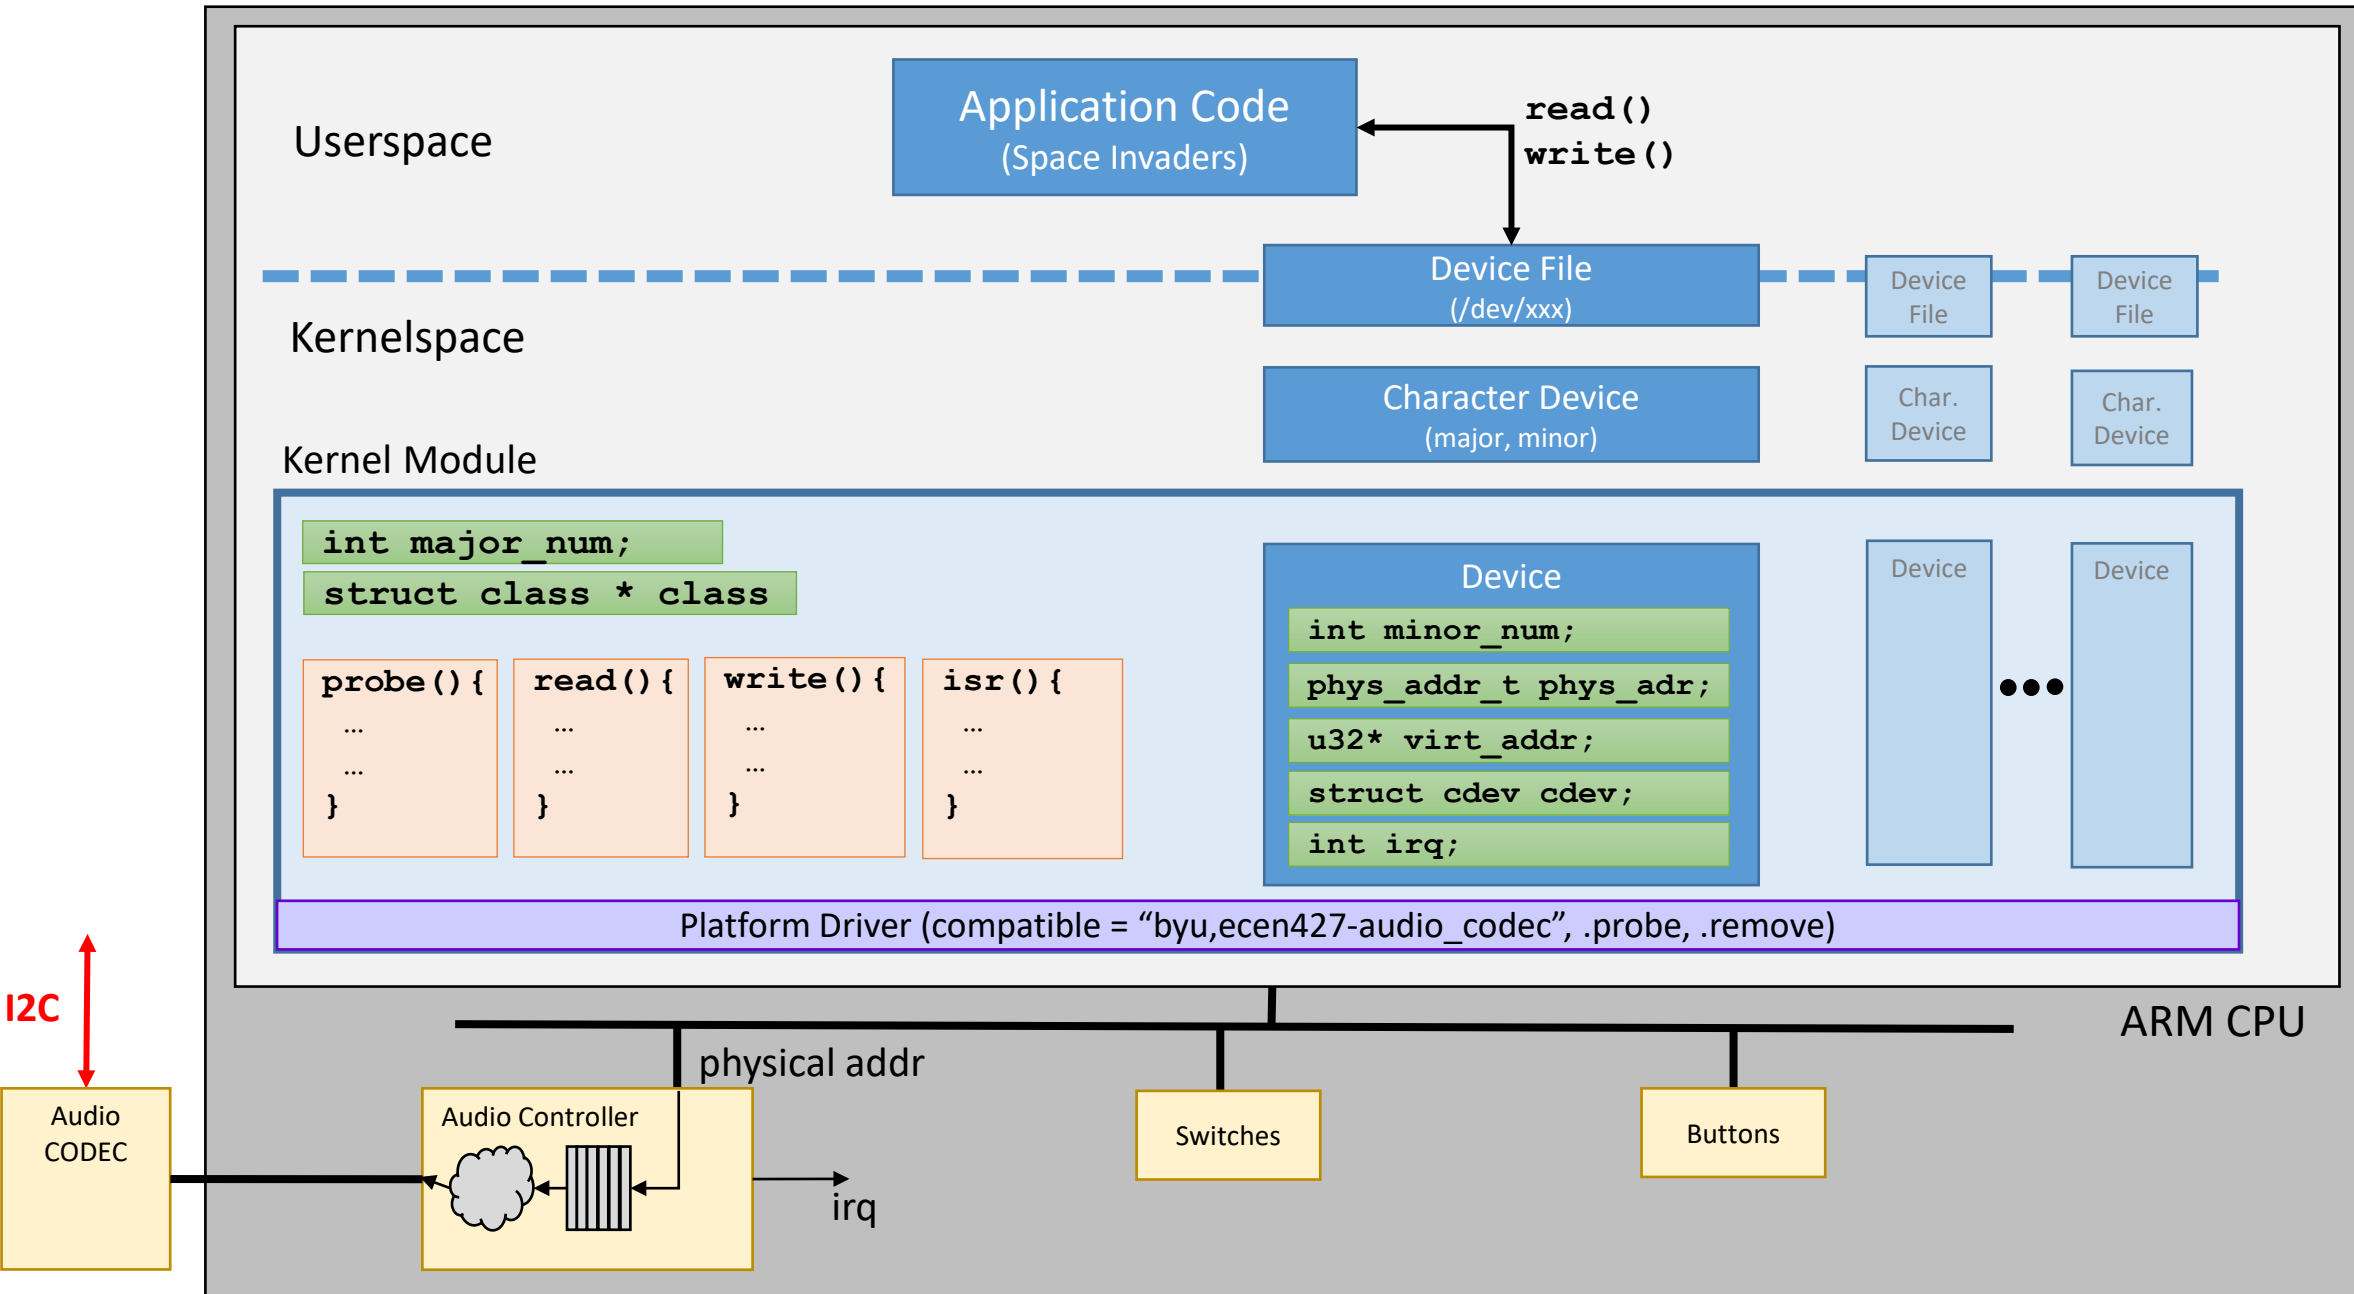 Userspace
Application Code
(Space Invaders)
read()
write()
Device File
(/dev/xxx)
Device
File
Device
File
Kernelspace
Character Device
(major, minor)
Char.
Device
Char.
Device
Kernel Module
int major_num;
struct class * class
probe(){
…
…
}
read(){
…
…
}
write(){
…
…
}
isr(){
…
…
}
Device
int minor_num;
phys_addr_t phys_adr;
u32* virt_addr;
struct cdev cdev;
int irq;
Device
Device
Platform Driver (compatible = “byu,ecen427-audio_codec”, .probe, .remove)
I2C
ARM CPU
physical addr
Audio
CODEC
Audio Controller
irq
Switches
Buttons